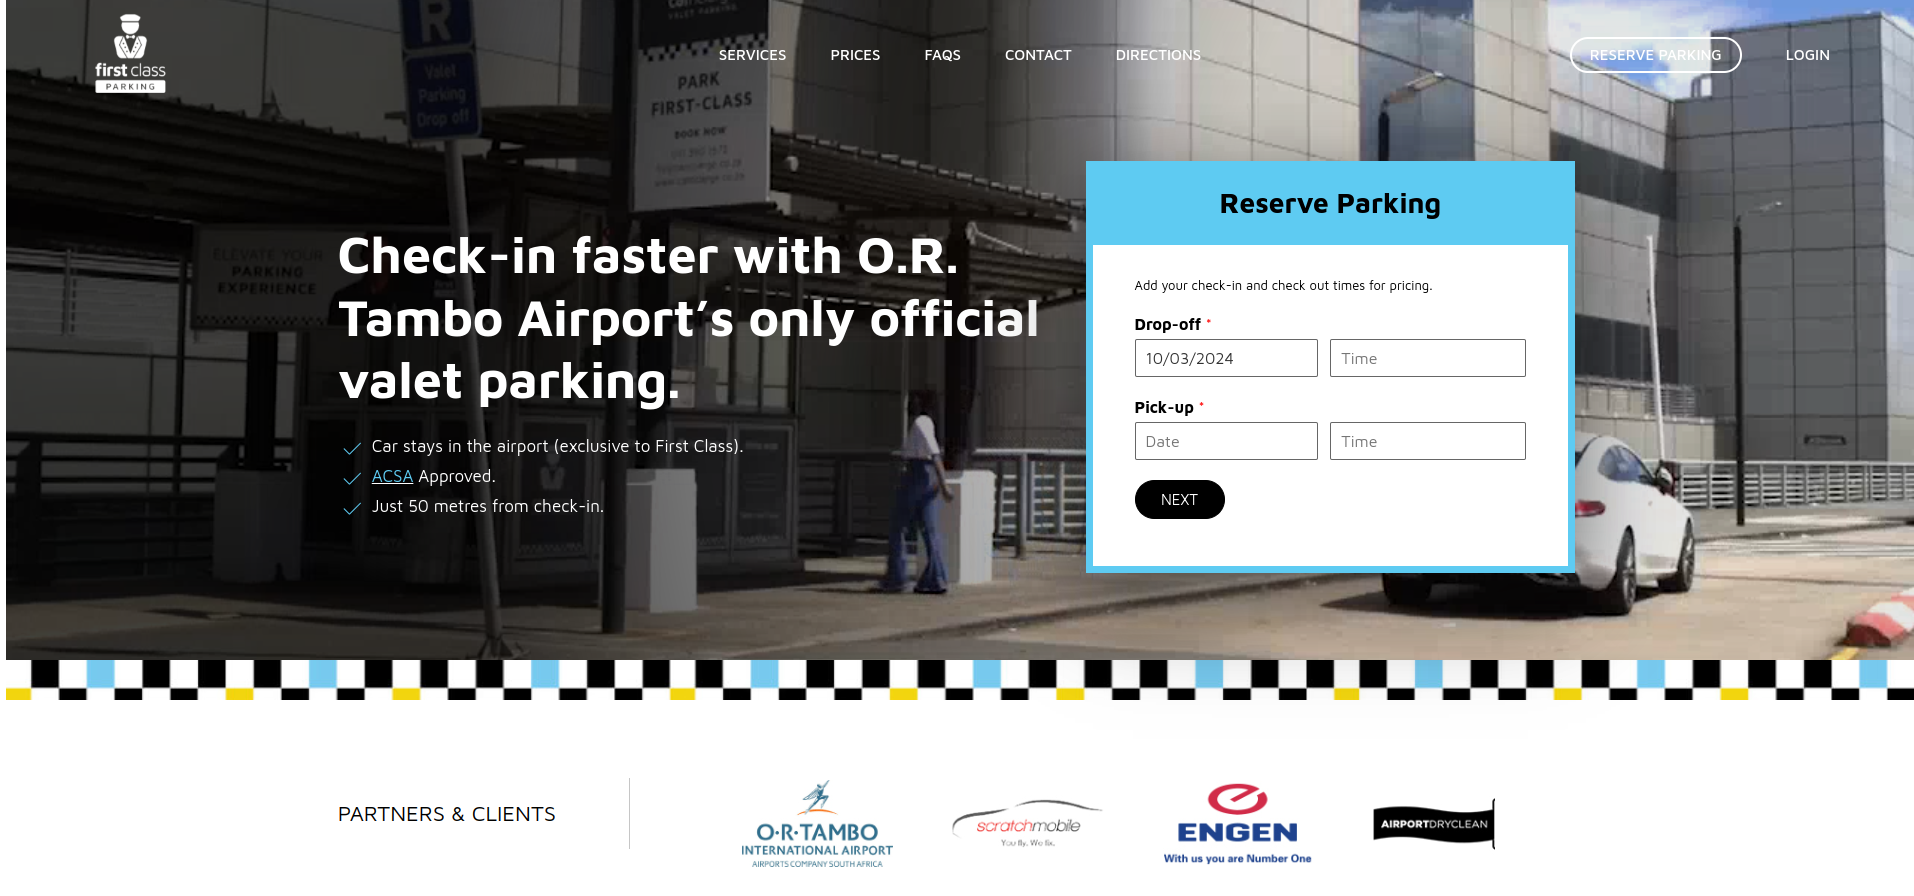 first class
PARKING
SERVICES
PRICES
FAQS
CONTACT
DIRECTIONS
RESERVE PARKING
LOGIN
R
Valet
Parking
Drop off
VALET PARKING.
PARK
FIRST-CLASS
BOOK NOW
ELEVATE YOUR
PARKING
EXPERIENCE
Check-in faster with O.R.
Tambo Airport’s only official
valet parking.
Car stays in the airport (exclusive to First Class).
ACSA Approved.
Just 50 metres from check-in.
Reserve Parking
Add your check-in and check out times for pricing.
Drop-off *
10/03/2024
Time
Pick-up *
Date
Time
NEXT
PARTNERS & CLIENTS
O·R·TAMBO
INTERNATIONAL AIRPORT
AIRPORTS COMPANY SOUTH AFRICA
scratchmobile
You fly. We fix.
ENGEN
With us you are Number One
AIRPORTDRYCLEAN